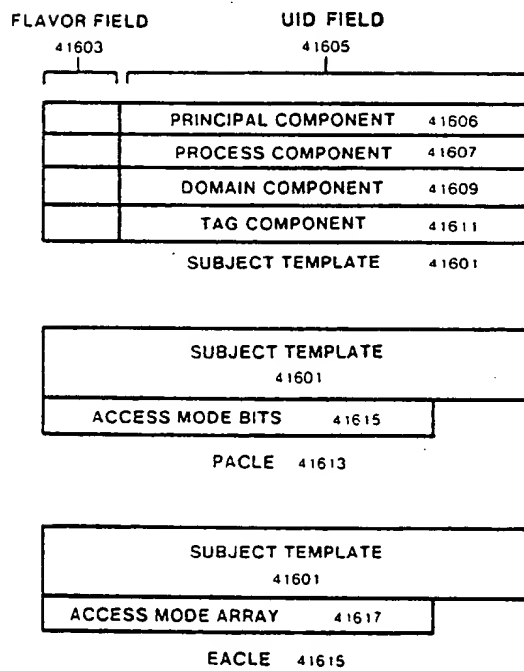 FLAVOR FIELD UID FIELD
41603 41605
PRINCIPAL COMPONENT 41606
PROCESS COMPONENT 41607
DOMAIN COMPONENT 41609
TAG COMPONENT 41611
SUBJECT TEMPLATE 41601
SUBJECT TEMPLATE
41601
ACCESS MODE BITS 41615
PACLE 41613
SUBJECT TEMPLATE
41601
ACCESS MODE ARRAY 41617
EACLE 41615